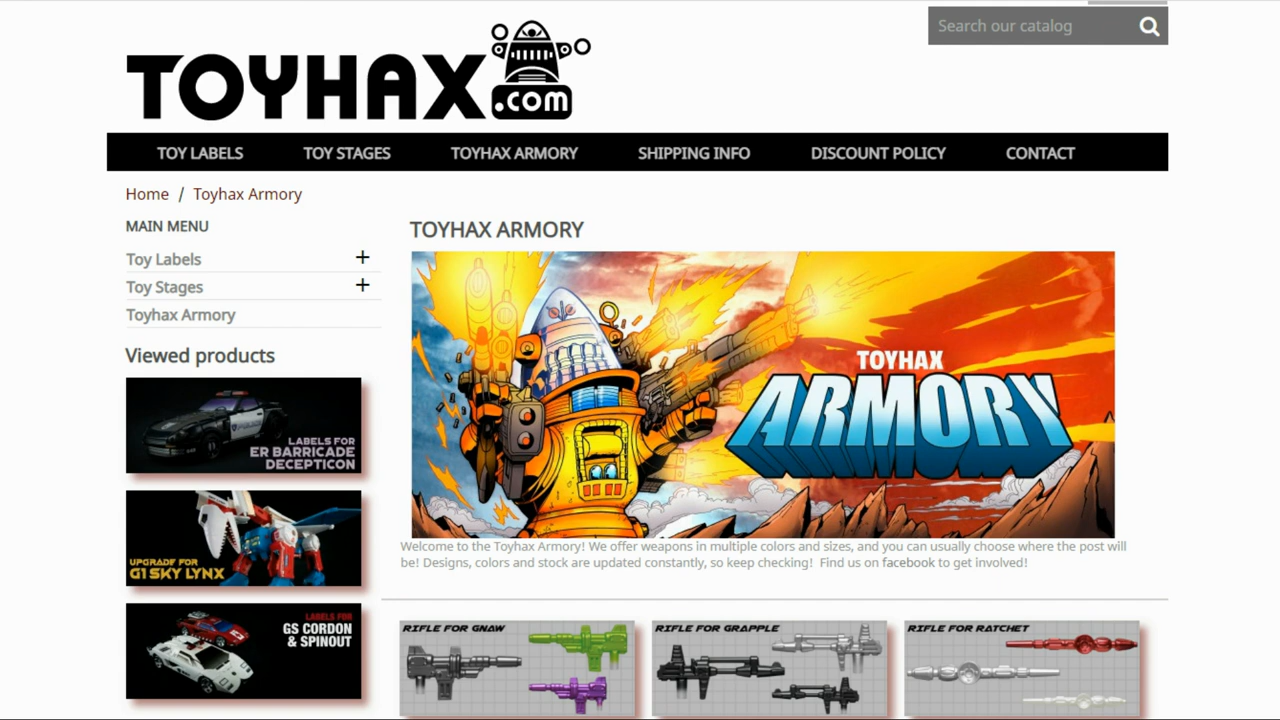 Search our catalog
TOYHAX
.com
TOY LABELS TOY STAGES TOYHAX ARMORY SHIPPING INFO DISCOUNT POLICY CONTACT
Home / Toyhax Armory
MAIN MENU
Toy Labels +
Toy Stages +
Toyhax Armory
Viewed products
LABELS FOR
ER BARRICADE
DECEPTICON
UPGRADE FOR
G1 SKY LYNX
LABELS FOR
GS CORDON
& SPINOUT
TOYHAX ARMORY
TOYHAX
ARMORY
Welcome to the Toyhax Armory! We offer weapons in multiple colors and sizes, and you can usually choose where the post will
be! Designs, colors and stock are updated constantly, so keep checking! Find us on facebook to get involved!
RIFLE FOR GNAW
RIFLE FOR GRAPPLE
RIFLE FOR RATCHET